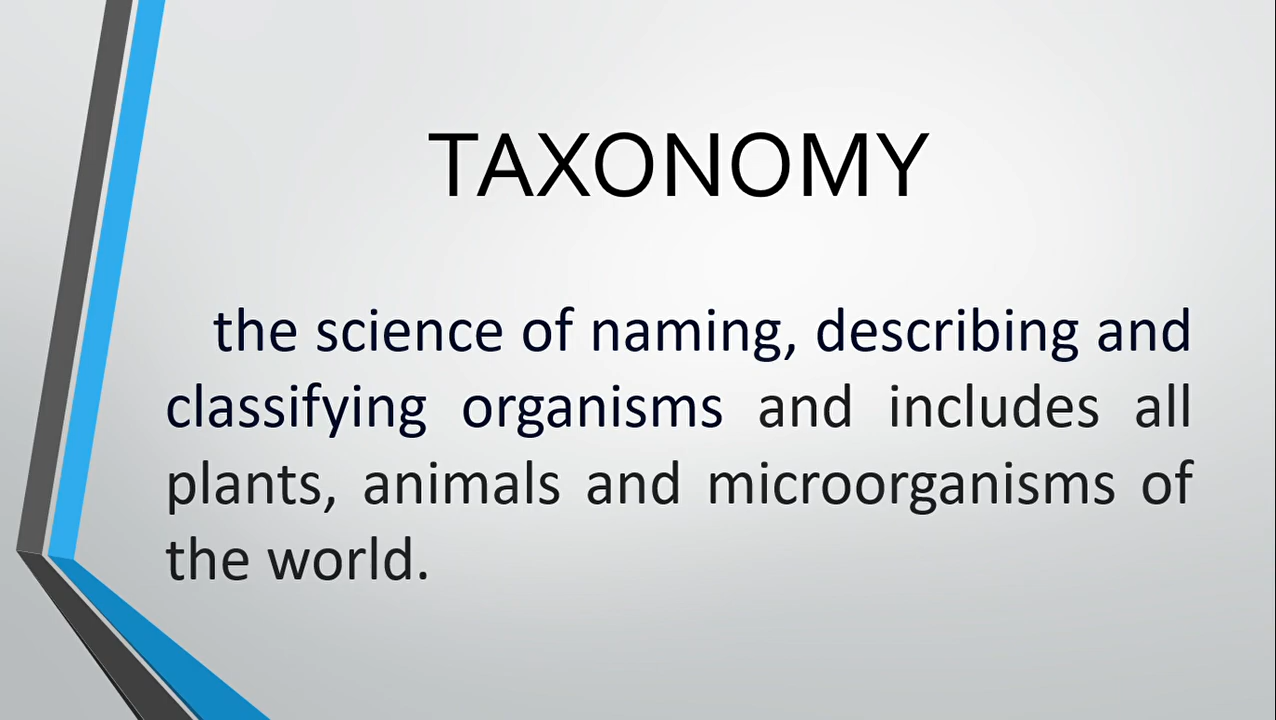 TAXONOMY
the science of naming, describing and
classifying organisms and includes all
plants, animals and microorganisms of
the world.